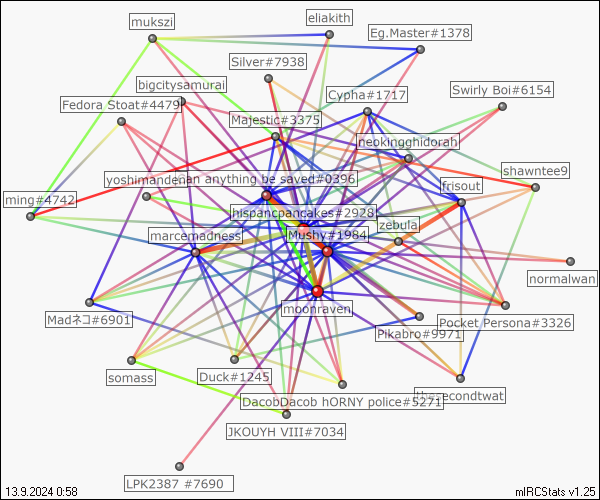 eliakith
mukszi
Eg.Master#1378
Silver#7938
bigcitysamurai
Swirly Boi#6154
Cypha#1717
Fedora Stoat#4479
Majestic#3375
neokingghidorah
shawntee9
yoshimandenan anything be saved#0396
frisout
ming#4742
hispancpancakes#2928
zebula
marcemadness
Mushy#1984
normalwan
moonraven
Madネコ#6901
Pocket Persona#3326
Pikabro#9971
somass
Duck#1245
thesecondtwat
DacobDacob hORNY police#5271
JKOUYH VIII#7034
LPK2387 #7690
13.9.2024 0:58
mIRCStats v1.25